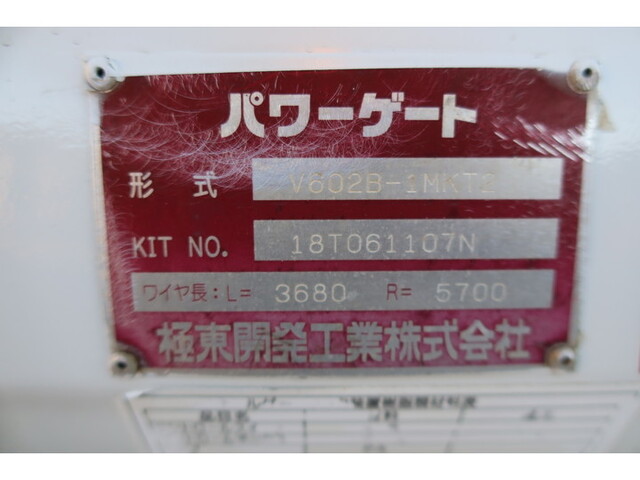 パワーゲート
形式 V602B-1MKT2
KIT NO. 18T061107N
ワイヤ長:L= 3680 R= 5700
極東開発工業株式会社